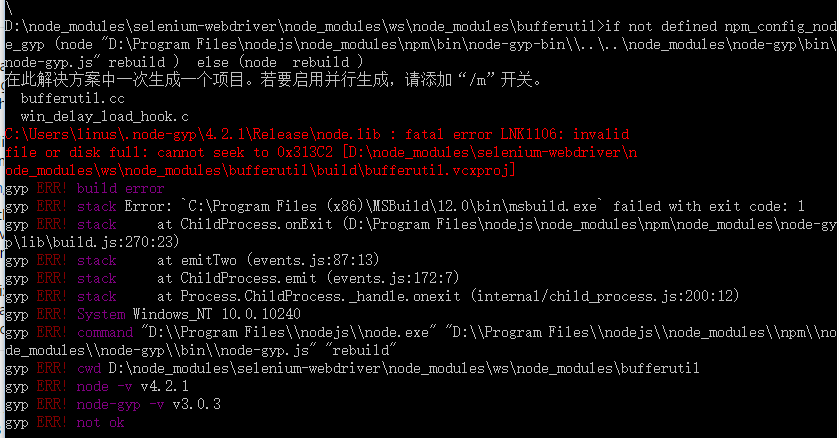 \
D:\node_modules\selenium-webdriver\node_modules\ws\node_modules\bufferutil>if not defined npm_config_nod
e_gyp (node "D:\Program Files\nodejs\node_modules\npm\bin\node-gyp-bin\\..\..\node_modules\node-gyp\bin\
node-gyp.js" rebuild )  else (node  rebuild )
在此解决方案中一次生成一个项目。若要启用并行生成，请添加“/m”开关。
  bufferutil.cc
  win_delay_load_hook.c
C:\Users\linus\.node-gyp\4.2.1\Release\node.lib : fatal error LNK1106: invalid
file or disk full: cannot seek to 0x313C2 [D:\node_modules\selenium-webdriver\n
ode_modules\ws\node_modules\bufferutil\build\bufferutil.vcxproj]
gyp ERR! build error
gyp ERR! stack Error: `C:\Program Files (x86)\MSBuild\12.0\bin\msbuild.exe` failed with exit code: 1
gyp ERR! stack     at ChildProcess.onExit (D:\Program Files\nodejs\node_modules\npm\node_modules\node-gy
p\lib\build.js:270:23)
gyp ERR! stack     at emitTwo (events.js:87:13)
gyp ERR! stack     at ChildProcess.emit (events.js:172:7)
gyp ERR! stack     at Process.ChildProcess._handle.onexit (internal/child_process.js:200:12)
gyp ERR! System Windows_NT 10.0.10240
gyp ERR! command "D:\\Program Files\\nodejs\\node.exe" "D:\\Program Files\\nodejs\\node_modules\\npm\\no
de_modules\\node-gyp\\bin\\node-gyp.js" "rebuild"
gyp ERR! cwd D:\node_modules\selenium-webdriver\node_modules\ws\node_modules\bufferutil
gyp ERR! node -v v4.2.1
gyp ERR! node-gyp -v v3.0.3
gyp ERR! not ok